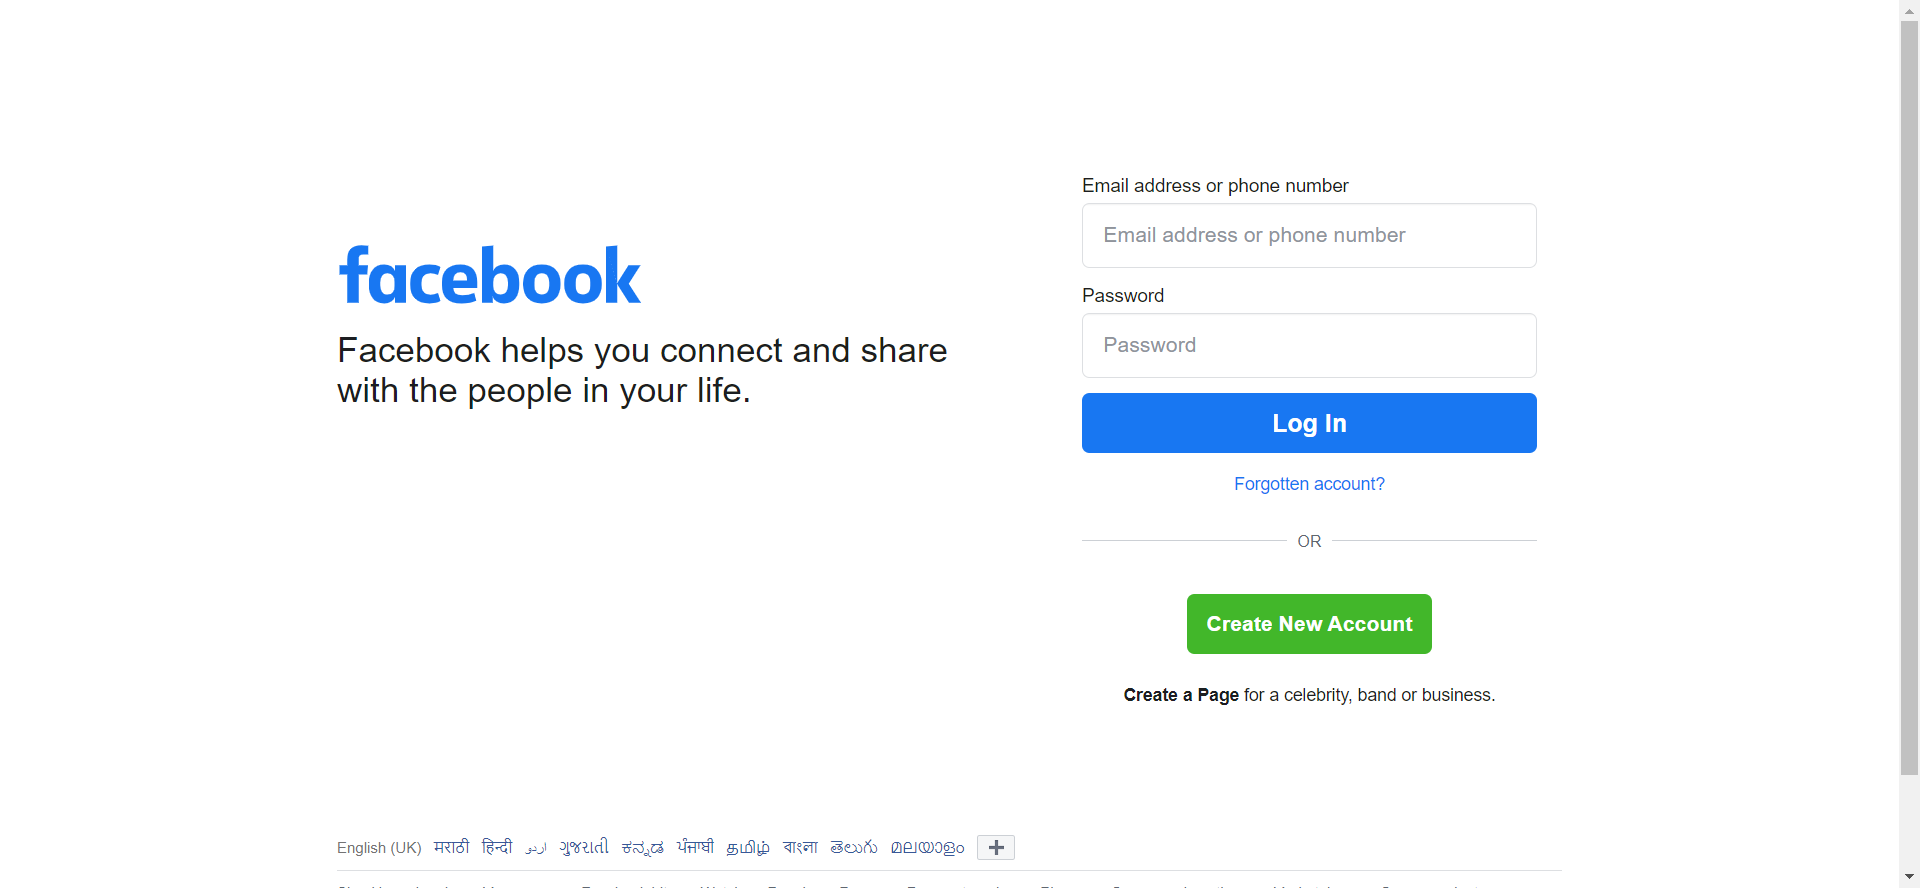 facebook
Facebook helps you connect and share
with the people in your life.
Email address or phone number
Email address or phone number
Password
Password
Log In
Forgotten account?
OR
Create New Account
Create a Page for a celebrity, band or business.
English (UK) मराठी हिन्दी اردو ગુજરાતી ಕನ್ನಡ ਪੰਜਾਬੀ தமிழ் বাংলা తెలుగు മലയാളം